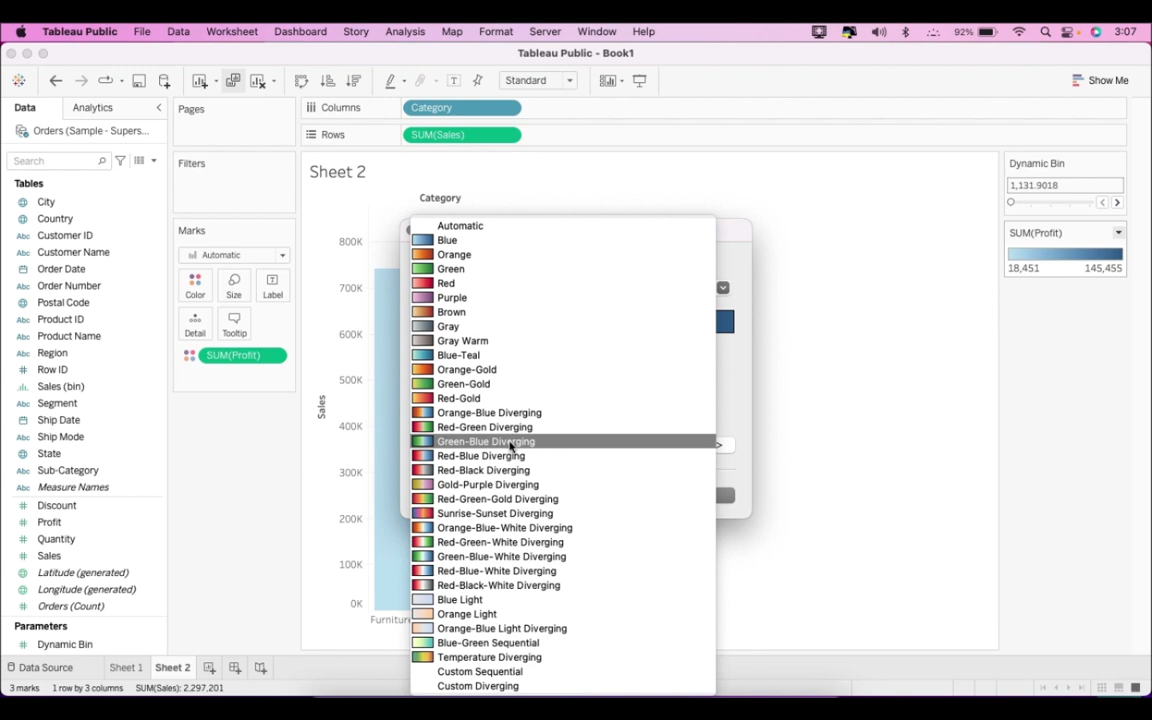 Tableau Public File Data Worksheet Dashboard Story Analysis Map Format Server Window Help 92% 3:07
Tableau Public - Book1
Standard Show Me
Data Analytics
Orders (Sample - Supers...
Search
Tables
City
Country
Abc Customer ID
Abc Customer Name
Order Date
Abc Order Number
Postal Code
Abc Product ID
Abc Product Name
Abc Region
# Row ID
Sales (bin)
Abc Segment
Ship Date
Abc Ship Mode
State
Abc Sub-Category
Abc Measure Names
# Discount
# Profit
# Quantity
# Sales
Latitude (generated)
Longitude (generated)
# Orders (Count)
Parameters
# Dynamic Bin
Pages
Filters
Marks
Automatic
Color Size Label
Detail Tooltip
SUM(Profit)
Columns Category
Rows SUM(Sales)
Sheet 2
Category
800K
700K
600K
500K
400K
300K
200K
100K
0K
Sales
Furniture
Automatic
Blue
Orange
Green
Red
Purple
Brown
Gray
Gray Warm
Blue-Teal
Orange-Gold
Green-Gold
Red-Gold
Orange-Blue Diverging
Red-Green Diverging
Green-Blue Diverging
Red-Blue Diverging
Red-Black Diverging
Gold-Purple Diverging
Red-Green-Gold Diverging
Sunrise-Sunset Diverging
Orange-Blue-White Diverging
Red-Green-White Diverging
Green-Blue-White Diverging
Red-Blue-White Diverging
Red-Black-White Diverging
Blue Light
Orange Light
Orange-Blue Light Diverging
Blue-Green Sequential
Temperature Diverging
Custom Sequential
Custom Diverging
>
Dynamic Bin
1,131.9018
SUM(Profit)
18,451 145,455
Data Source Sheet 1 Sheet 2
3 marks 1 row by 3 columns SUM(Sales): 2,297,201